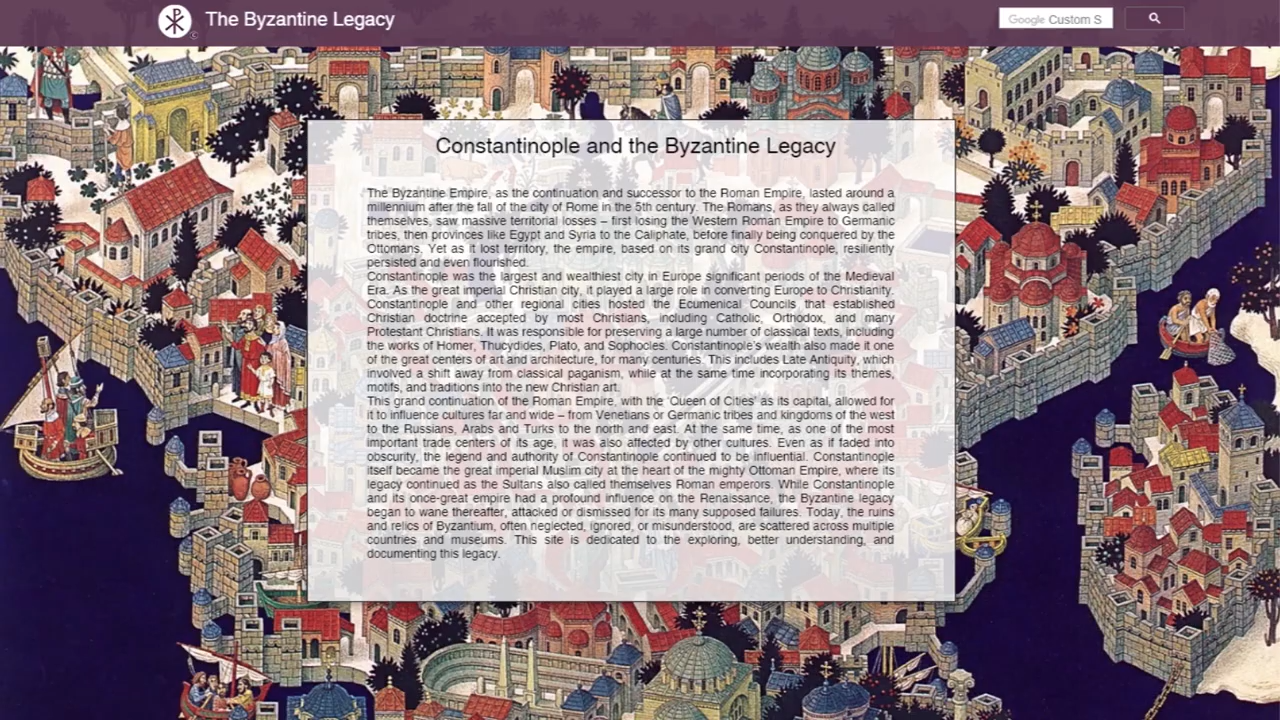 The Byzantine Legacy
Google Custom S
Constantinople and the Byzantine Legacy
The Byzantine Empire, as the continuation and successor to the Roman Empire, lasted around a
millennium after the fall of the city of Rome in the 5th century. The Romans, as they always called
themselves, saw massive territorial losses – first losing the Western Roman Empire to Germanic
tribes, then provinces like Egypt and Syria to the Caliphate, before finally being conquered by the
Ottomans. Yet as it lost territory, the empire, based on its grand city Constantinople, resiliently
persisted and even flourished.
Constantinople was the largest and wealthiest city in Europe significant periods of the Medieval
Era. As the great imperial Christian city, it played a large role in converting Europe to Christianity.
Constantinople and other regional cities hosted the Ecumenical Councils that established
Christian doctrine accepted by most Christians, including Catholic, Orthodox, and many
Protestant Christians. It was responsible for preserving a large number of classical texts, including
the works of Homer, Thucydides, Plato, and Sophocles. Constantinople's wealth also made it one
of the great centers of art and architecture, for many centuries. This includes Late Antiquity, which
involved a shift away from classical paganism, while at the same time incorporating its themes,
motifs, and traditions into the new Christian art.
This grand continuation of the Roman Empire, with the 'Queen of Cities' as its capital, allowed for
it to influence cultures far and wide – from Venetians or Germanic tribes and kingdoms of the west
to the Russians, Arabs and Turks to the north and east. At the same time, as one of the most
important trade centers of its age, it was also affected by other cultures. Even as if faded into
obscurity, the legend and authority of Constantinople continued to be influential. Constantinople
itself became the great imperial Muslim city at the heart of the mighty Ottoman Empire, where its
legacy continued as the Sultans also called themselves Roman emperors. While Constantinople
and its once-great empire had a profound influence on the Renaissance, the Byzantine legacy
began to wane thereafter, attacked or dismissed for its many supposed failures. Today, the ruins
and relics of Byzantium, often neglected, ignored, or misunderstood, are scattered across multiple
countries and museums. This site is dedicated to the exploring, better understanding, and
documenting this legacy.